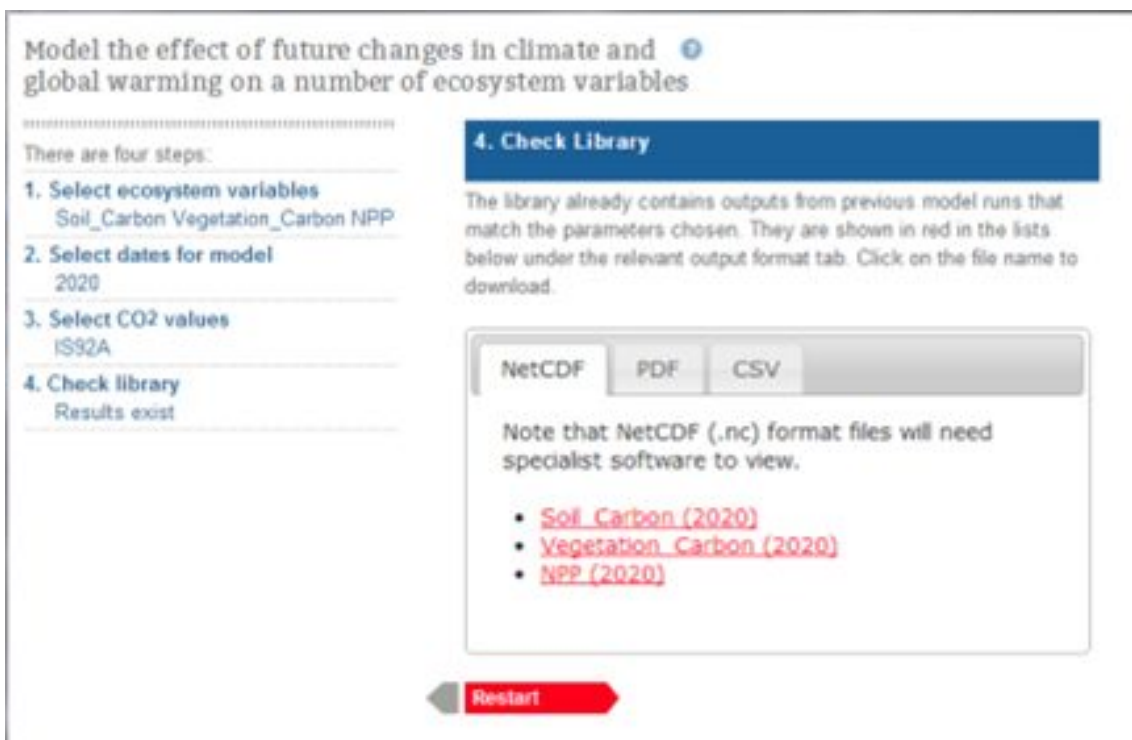 Model the effect of future changes in climate and
global warming on a number of ecosystem variables
There are four steps:
1. Select ecosystem variables
Soil_Carbon Vegetation_Carbon NPP
2. Select dates for model
2020
3. Select CO2 values
IS92A
4. Check library
Results exist
4. Check Library
The library already contains outputs from previous model runs that
match the parameters chosen. They are shown in red in the lists
below under the relevant output format tab. Click on the file name to
download.
NetCDF PDF CSV
Note that NetCDF (.nc) format files will need
specialist software to view.
• Soil_Carbon (2020)
• Vegetation_Carbon (2020)
• NPP (2020)
Restart